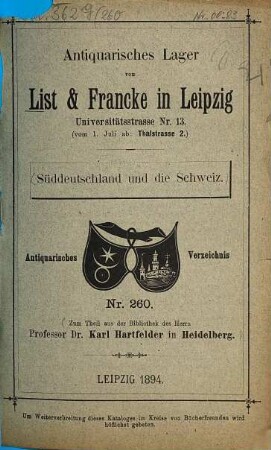 Antiquarisches Lager
von
List & Francke in Leipzig
Universitätsstrasse Nr. 13.
(vom 1. Juli ab: Thalstrasse 2.)
Süddeutschland und die Schweiz.
Antiquarisches Verzeichnis
Nr. 260.
Zum Theil aus der Bibliothek des Herrn
Professor Dr. Karl Hartfelder in Heidelberg.
LEIPZIG 1894.
Um Weiterverbreitung dieses Kataloges im Kreise von Bücherfreunden wird
höflichst gebeten.